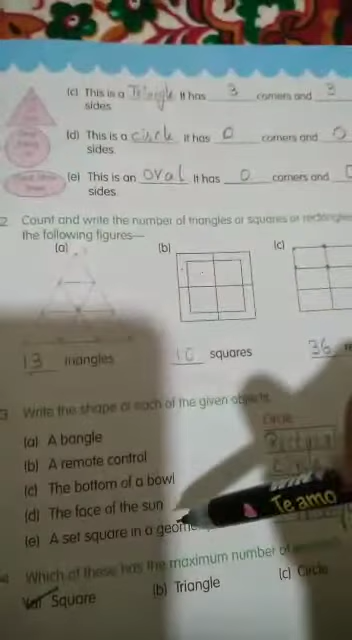 (c) This is a Triangle It has 3 corners and 3
sides.
(d) This is a circle It has 0 corners and 0
sides.
(e) This is an oval It has 0 corners and 0
sides.
2 Count and write the number of triangles or squares or rectangles
the following figures—
(a) (b) (c)
13 triangles 10 squares 36
3 Write the shape of each of the given objects.
(a) A bangle Circle
(b) A remote control
(c) The bottom of a bowl Circle
(d) The face of the sun
(e) A set square in a
Te amo
4 Which of these has the maximum number of
(a) Square (b) Triangle (c) Circle